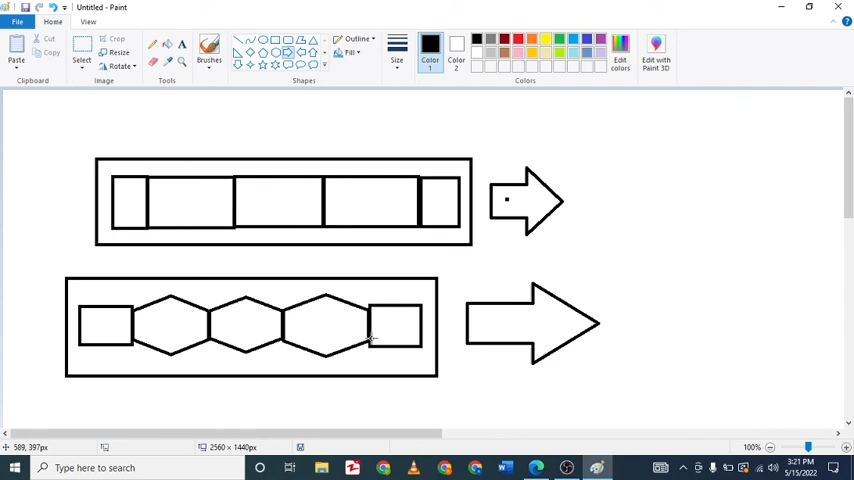 Untitled - Paint
File
Home
View
Paste
Cut
Copy
Clipboard
Select
Crop
Resize
Rotate
Image
Tools
Brushes
Shapes
Outline
Fill
Size
Color
1
Color
2
Colors
Edit
colors
Edit with
Paint 3D
589, 397px
2560 × 1440px
100%
Type here to search
3:21 PM
5/15/2022